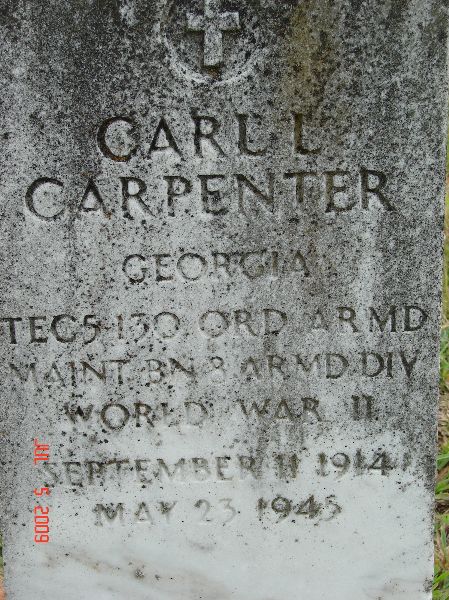 CARL L
CARPENTER
GEORGIA
TEC5 130 ORD ARMD
MAINT BN 8 ARMD DIV
WORLD WAR II
SEPTEMBER 11 1914
MAY 23 1945
JUL 5 2009